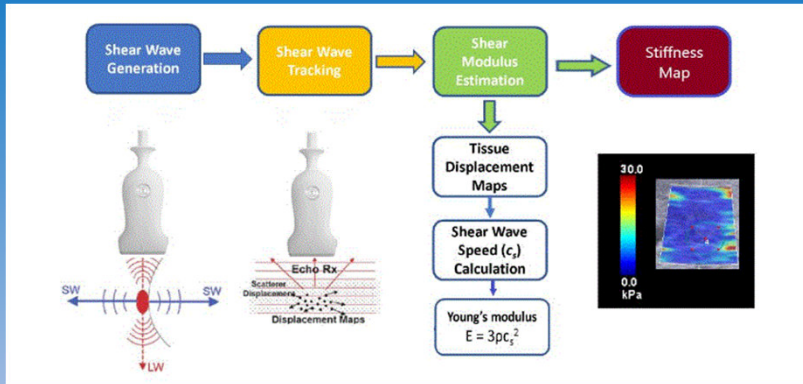 Shear Wave
Generation
Shear Wave
Tracking
Shear
Modulus
Estimation
Stiffness
Map
Tissue
Displacement
Maps
Shear Wave
Speed (cₛ)
Calculation
Young's modulus
E = 3ρcₛ²
SW
SW
LW
Echo Rx
Scatterer
Displacement
Displacement Maps
30.0
0.0
kPa